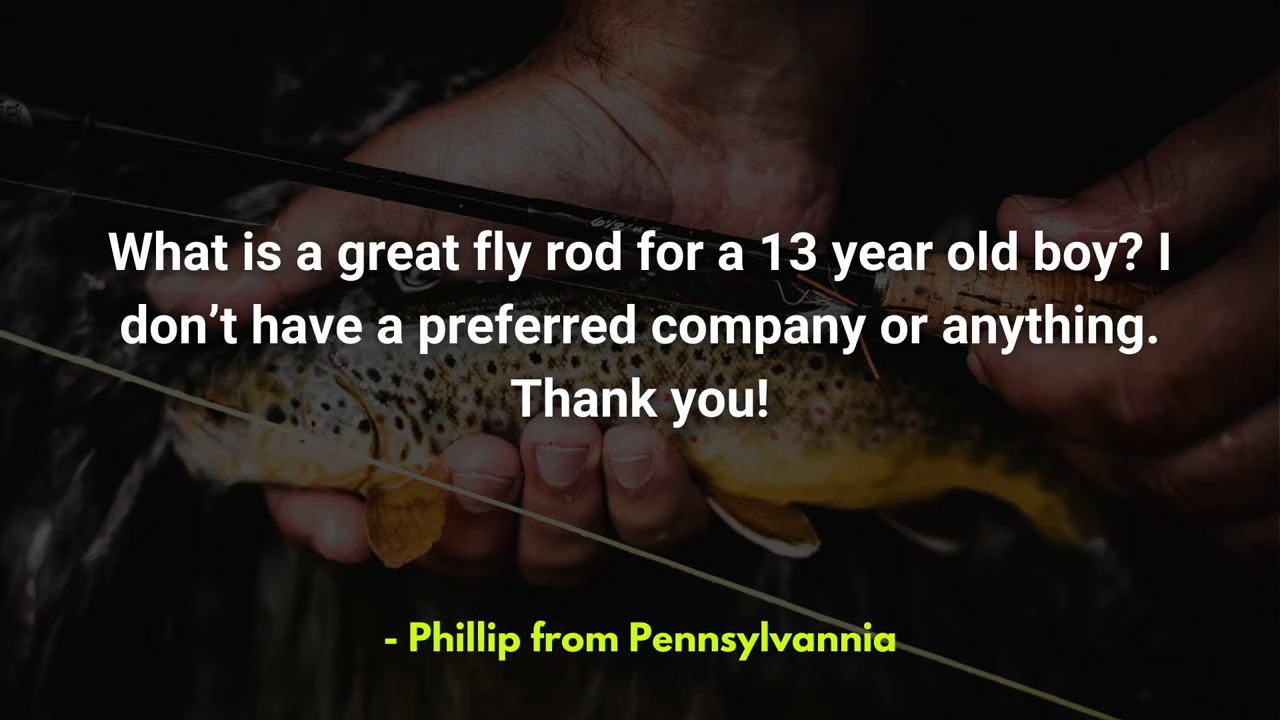 What is a great fly rod for a 13 year old boy? I
don’t have a preferred company or anything.
Thank you!
- Phillip from Pennsylvannia